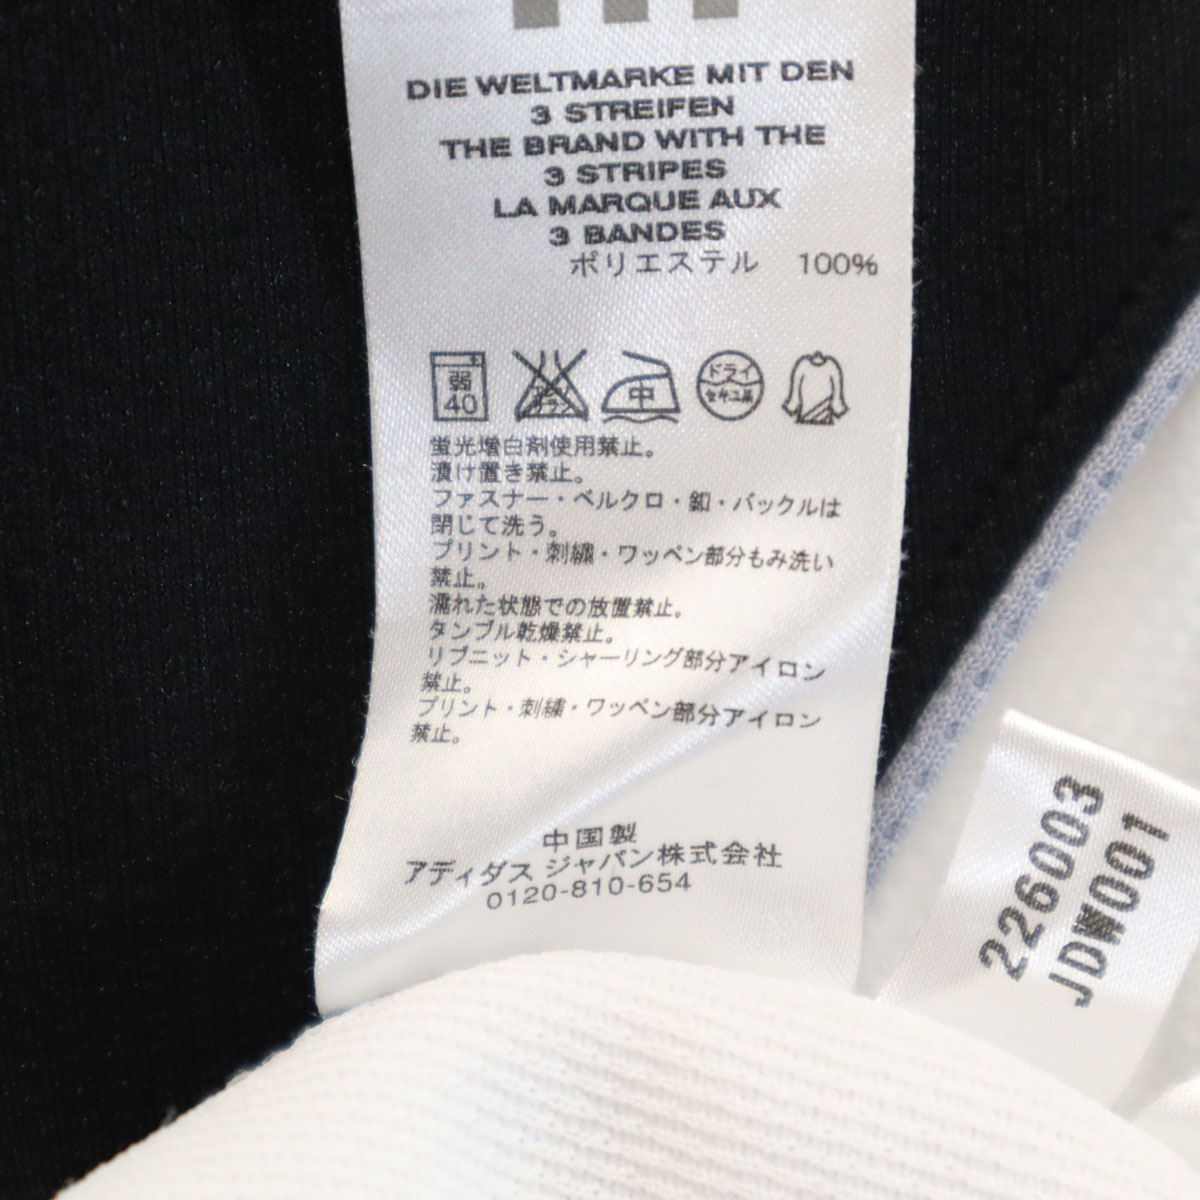 DIE WELTMARKE MIT DEN
3 STREIFEN
THE BRAND WITH THE
3 STRIPES
LA MARQUE AUX
3 BANDES
ポリエステル 100%
弱
40
中
ドライ
セキユ系
蛍光増白剤使用禁止。
漬け置き禁止。
ファスナー・ベルクロ・釦・バックルは
閉じて洗う。
プリント・刺繍・ワッペン部分もみ洗い
禁止。
濡れた状態での放置禁止。
タンブル乾燥禁止。
リブニット・シャーリング部分アイロン
禁止。
プリント・刺繍・ワッペン部分アイロン
禁止。
中国製
アディダス ジャパン株式会社
0120-810-654
226003
JDW001